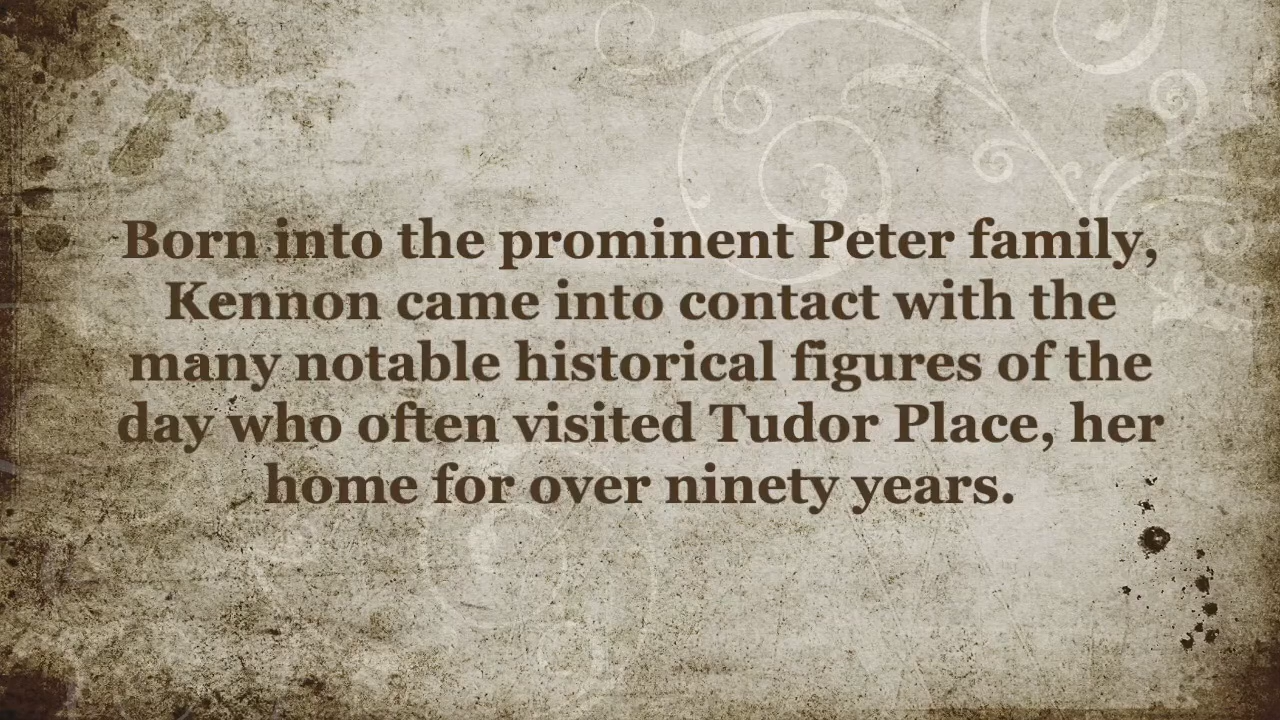 Born into the prominent Peter family,
Kennon came into contact with the
many notable historical figures of the
day who often visited Tudor Place, her
home for over ninety years.